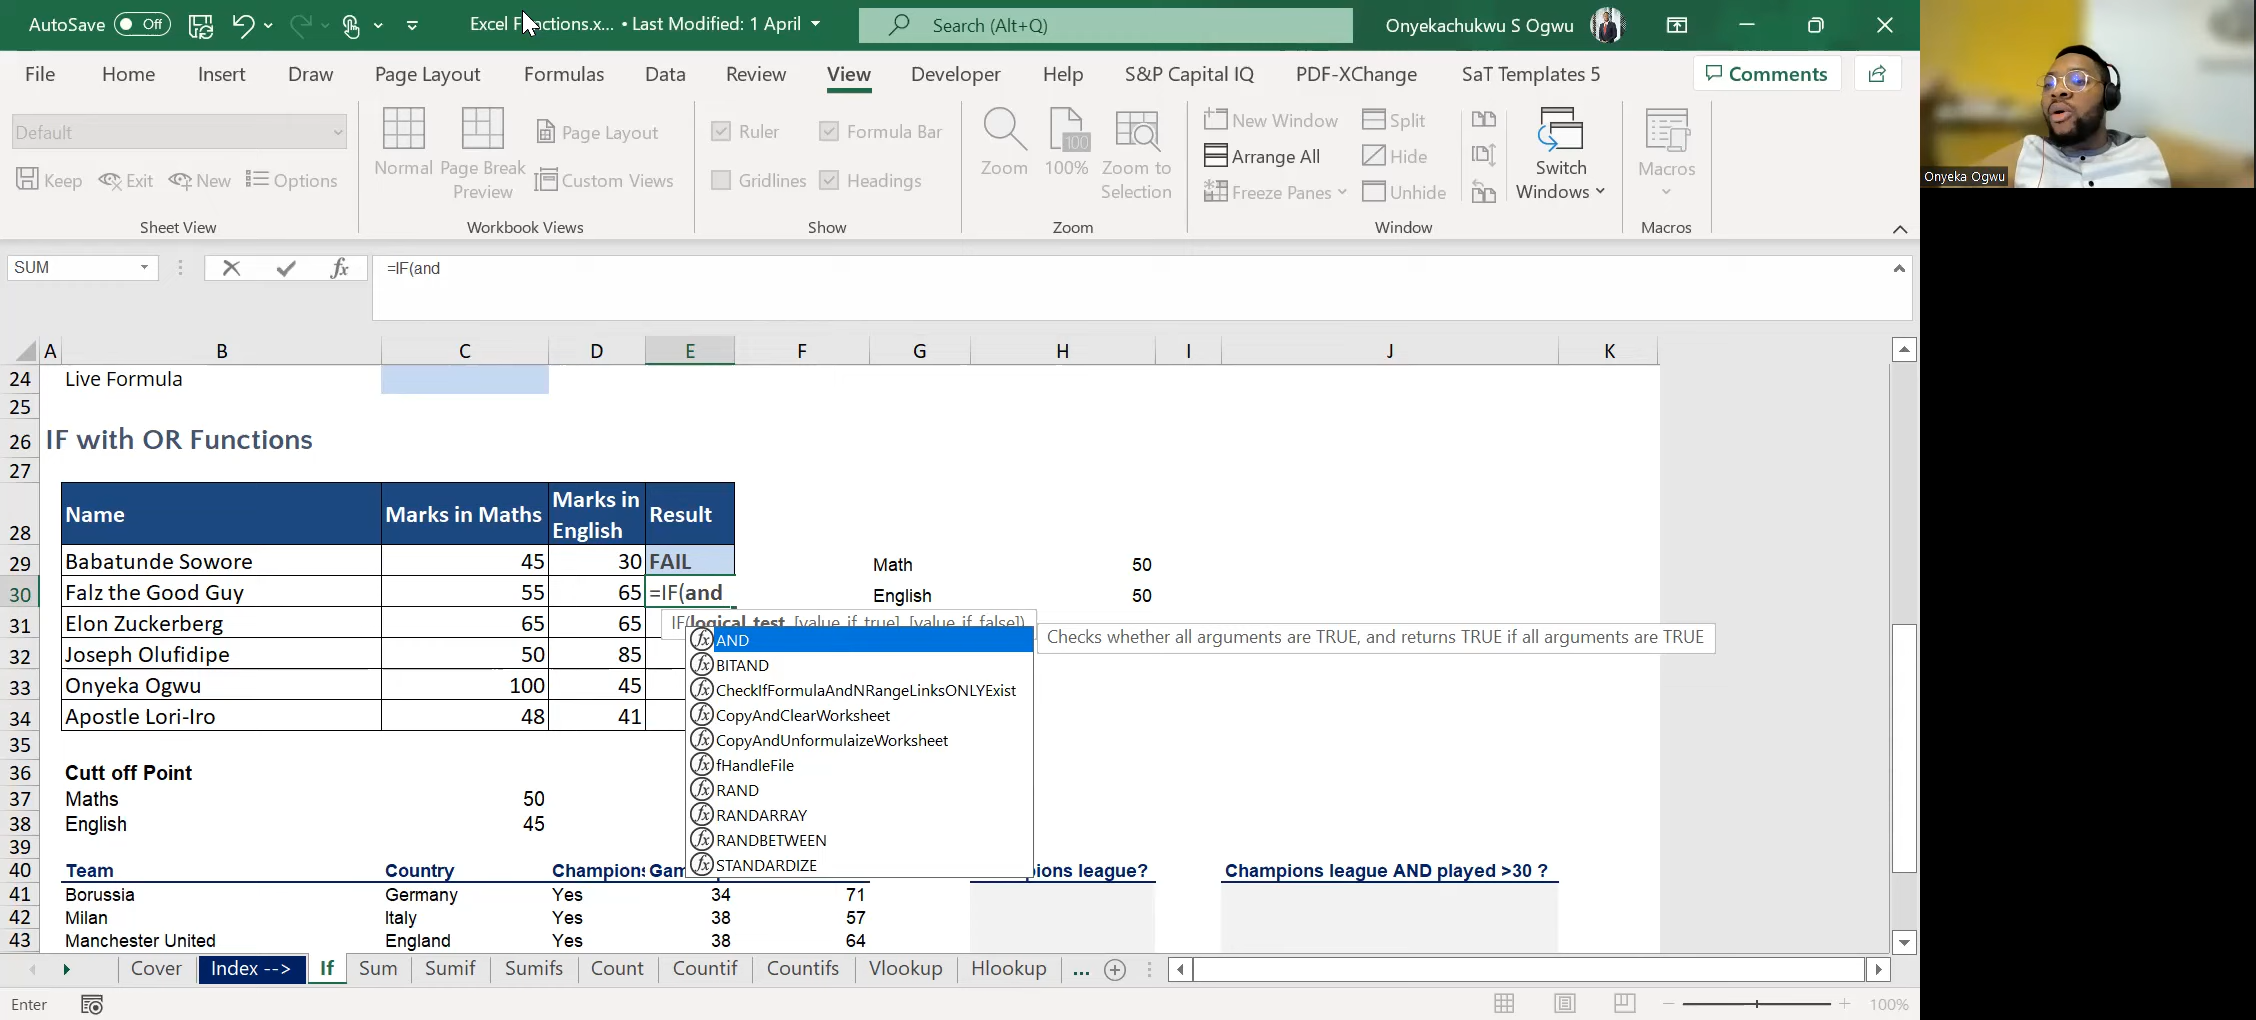 AutoSave Off Excel Functions.x... • Last Modified: 1 April Search (Alt+Q) Onyekachukwu S Ogwu
File Home Insert Draw Page Layout Formulas Data Review View Developer Help S&P Capital IQ PDF-XChange SaT Templates 5 Comments
Default
Keep Exit New Options
Sheet View
Normal Page Break Preview Page Layout Custom Views
Workbook Views
Ruler Formula Bar
Gridlines Headings
Show
Zoom 100% Zoom to Selection
Zoom
New Window Split
Arrange All Hide
Freeze Panes Unhide
Switch Windows
Window
Macros
Macros
Onyeka Ogwu
SUM fx =IF(and
A B C D E F G H I J K
24 Live Formula
25
26 IF with OR Functions
27
28 Name Marks in Maths Marks in English Result
29 Babatunde Sowore 45 30 FAIL Math 50
30 Falz the Good Guy 55 65 =IF(and English 50
IF(logical_test, [value_if_true], [value_if_false])
31 Elon Zuckerberg 65 65
32 Joseph Olufidipe 50 85
33 Onyeka Ogwu 100 45
34 Apostle Lori-Iro 48 41
AND
Checks whether all arguments are TRUE, and returns TRUE if all arguments are TRUE
BITAND
CheckIfFormulaAndNRangeLinksONLYExist
CopyAndClearWorksheet
CopyAndUnformulaizeWorksheet
fHandleFile
RAND
RANDARRAY
RANDBETWEEN
STANDARDIZE
35
36 Cutt off Point
37 Maths 50
38 English 45
39
40 Team Country Champions Gam ions league? Champions league AND played >30 ?
41 Borussia Germany Yes 34 71
42 Milan Italy Yes 38 57
43 Manchester United England Yes 38 64
Cover Index --> If Sum Sumif Sumifs Count Countif Countifs Vlookup Hlookup ...
Enter 100%